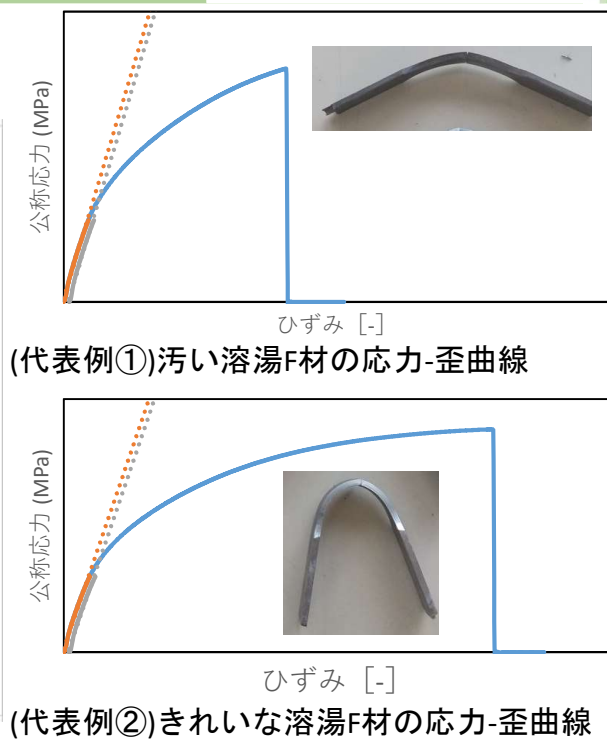 公称応力 (MPa)
ひずみ [-]
(代表例①)汚い溶湯F材の応力-歪曲線
公称応力 (MPa)
ひずみ [-]
(代表例②)きれいな溶湯F材の応力-歪曲線